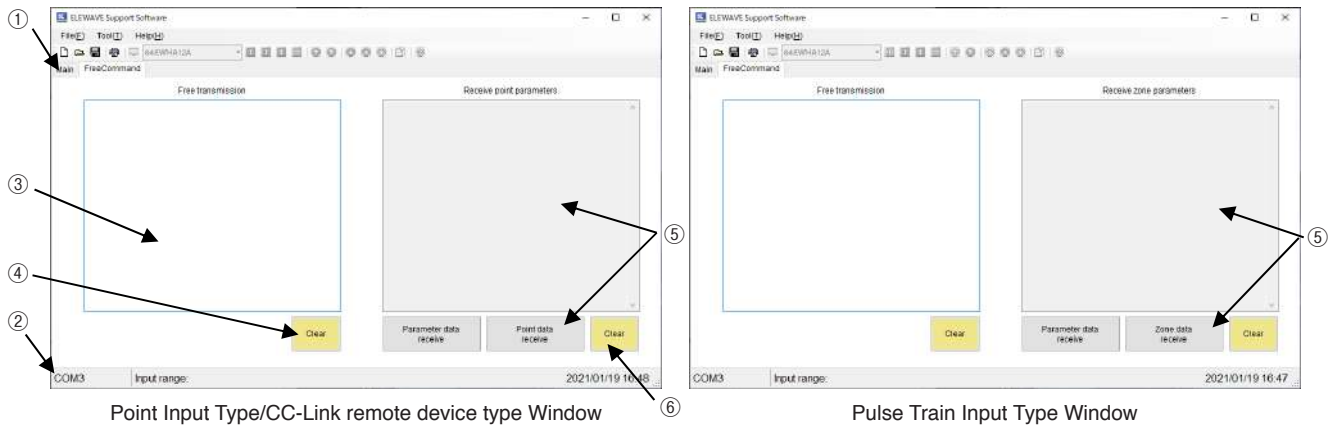 ①
ELEWAVE Support Software
File(F) Tool(T) Help(H)
64EWHA12A
Main FreeCommand
Free transmission Receive point parameters
③
⑤
④
Clear
Parameter data receive
Point data receive
Clear
②
COM3 Input range: 2021/01/19 16:48
⑥
Point Input Type/CC-Link remote device type Window
ELEWAVE Support Software
File(F) Tool(T) Help(H)
64EWHA12A
Main FreeCommand
Free transmission Receive zone parameters
⑤
Clear
Parameter data receive
Zone data receive
Clear
COM3 Input range: 2021/01/19 16:47
Pulse Train Input Type Window